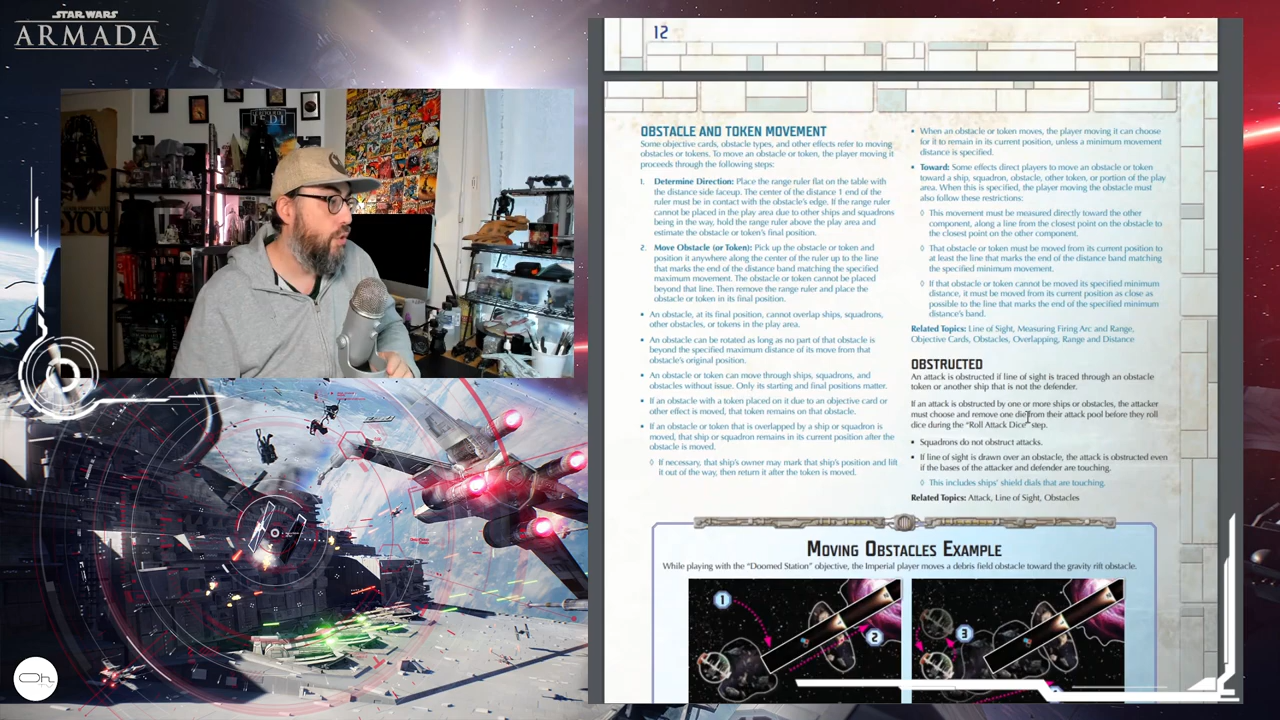 STAR WARS
ARMADA
12
OBSTACLE AND TOKEN MOVEMENT
Some objective cards, obstacle types, and other effects refer to moving
obstacles or tokens. To move an obstacle or token, the player moving it
proceeds through the following steps:
1. Determine Direction: Place the range ruler flat on the table with
the distance side faceup. The center of the distance 1 end of the
ruler must be in contact with the obstacle's edge. If the range ruler
cannot be placed in the play area due to other ships and squadrons
being in the way, hold the range ruler above the play area and
estimate the obstacle or token's final position.
2. Move Obstacle (or Token): Pick up the obstacle or token and
position it anywhere along the center of the ruler up to the line
that marks the end of the distance band matching the specified
maximum movement. The obstacle or token cannot be placed
beyond that line. Then remove the range ruler and place the
obstacle or token in its final position.
• An obstacle, at its final position, cannot overlap ships, squadrons,
other obstacles, or tokens in the play area.
• An obstacle can be rotated as long as no part of that obstacle is
beyond the specified maximum distance of its move from that
obstacle's original position.
• An obstacle or token can move through ships, squadrons, and
obstacles without issue. Only its starting and final positions matter.
• If an obstacle with a token placed on it due to an objective card or
other effect is moved, that token remains on that obstacle.
• If an obstacle or token that is overlapped by a ship or squadron is
moved, that ship or squadron remains in its current position after the
obstacle is moved.
◊ If necessary, that ship's owner may mark that ship's position and lift
it out of the way, then return it after the token is moved.
• When an obstacle or token moves, the player moving it can choose
for it to remain in its current position, unless a minimum movement
distance is specified.
• Toward: Some effects direct players to move an obstacle or token
toward a ship, squadron, obstacle, other token, or portion of the play
area. When this is specified, the player moving the obstacle must
also follow these restrictions:
◊ This movement must be measured directly toward the other
component, along a line from the closest point on the obstacle to
the closest point on the other component.
◊ That obstacle or token must be moved from its current position to
at least the line that marks the end of the distance band matching
the specified minimum movement.
◊ If that obstacle or token cannot be moved its specified minimum
distance, it must be moved from its current position as close as
possible to the line that marks the end of the specified minimum
distance's band.
Related Topics: Line of Sight, Measuring Firing Arc and Range,
Objective Cards, Obstacles, Overlapping, Range and Distance
OBSTRUCTED
An attack is obstructed if line of sight is traced through an obstacle
token or another ship that is not the defender.
If an attack is obstructed by one or more ships or obstacles, the attacker
must choose and remove one die from their attack pool before they roll
dice during the "Roll Attack Dice" step.
• Squadrons do not obstruct attacks.
• If line of sight is drawn over an obstacle, the attack is obstructed even
if the bases of the attacker and defender are touching.
◊ This includes ships' shield dials that are touching.
Related Topics: Attack, Line of Sight, Obstacles
MOVING OBSTACLES EXAMPLE
While playing with the "Doomed Station" objective, the Imperial player moves a debris field obstacle toward the gravity rift obstacle.
1
2
3